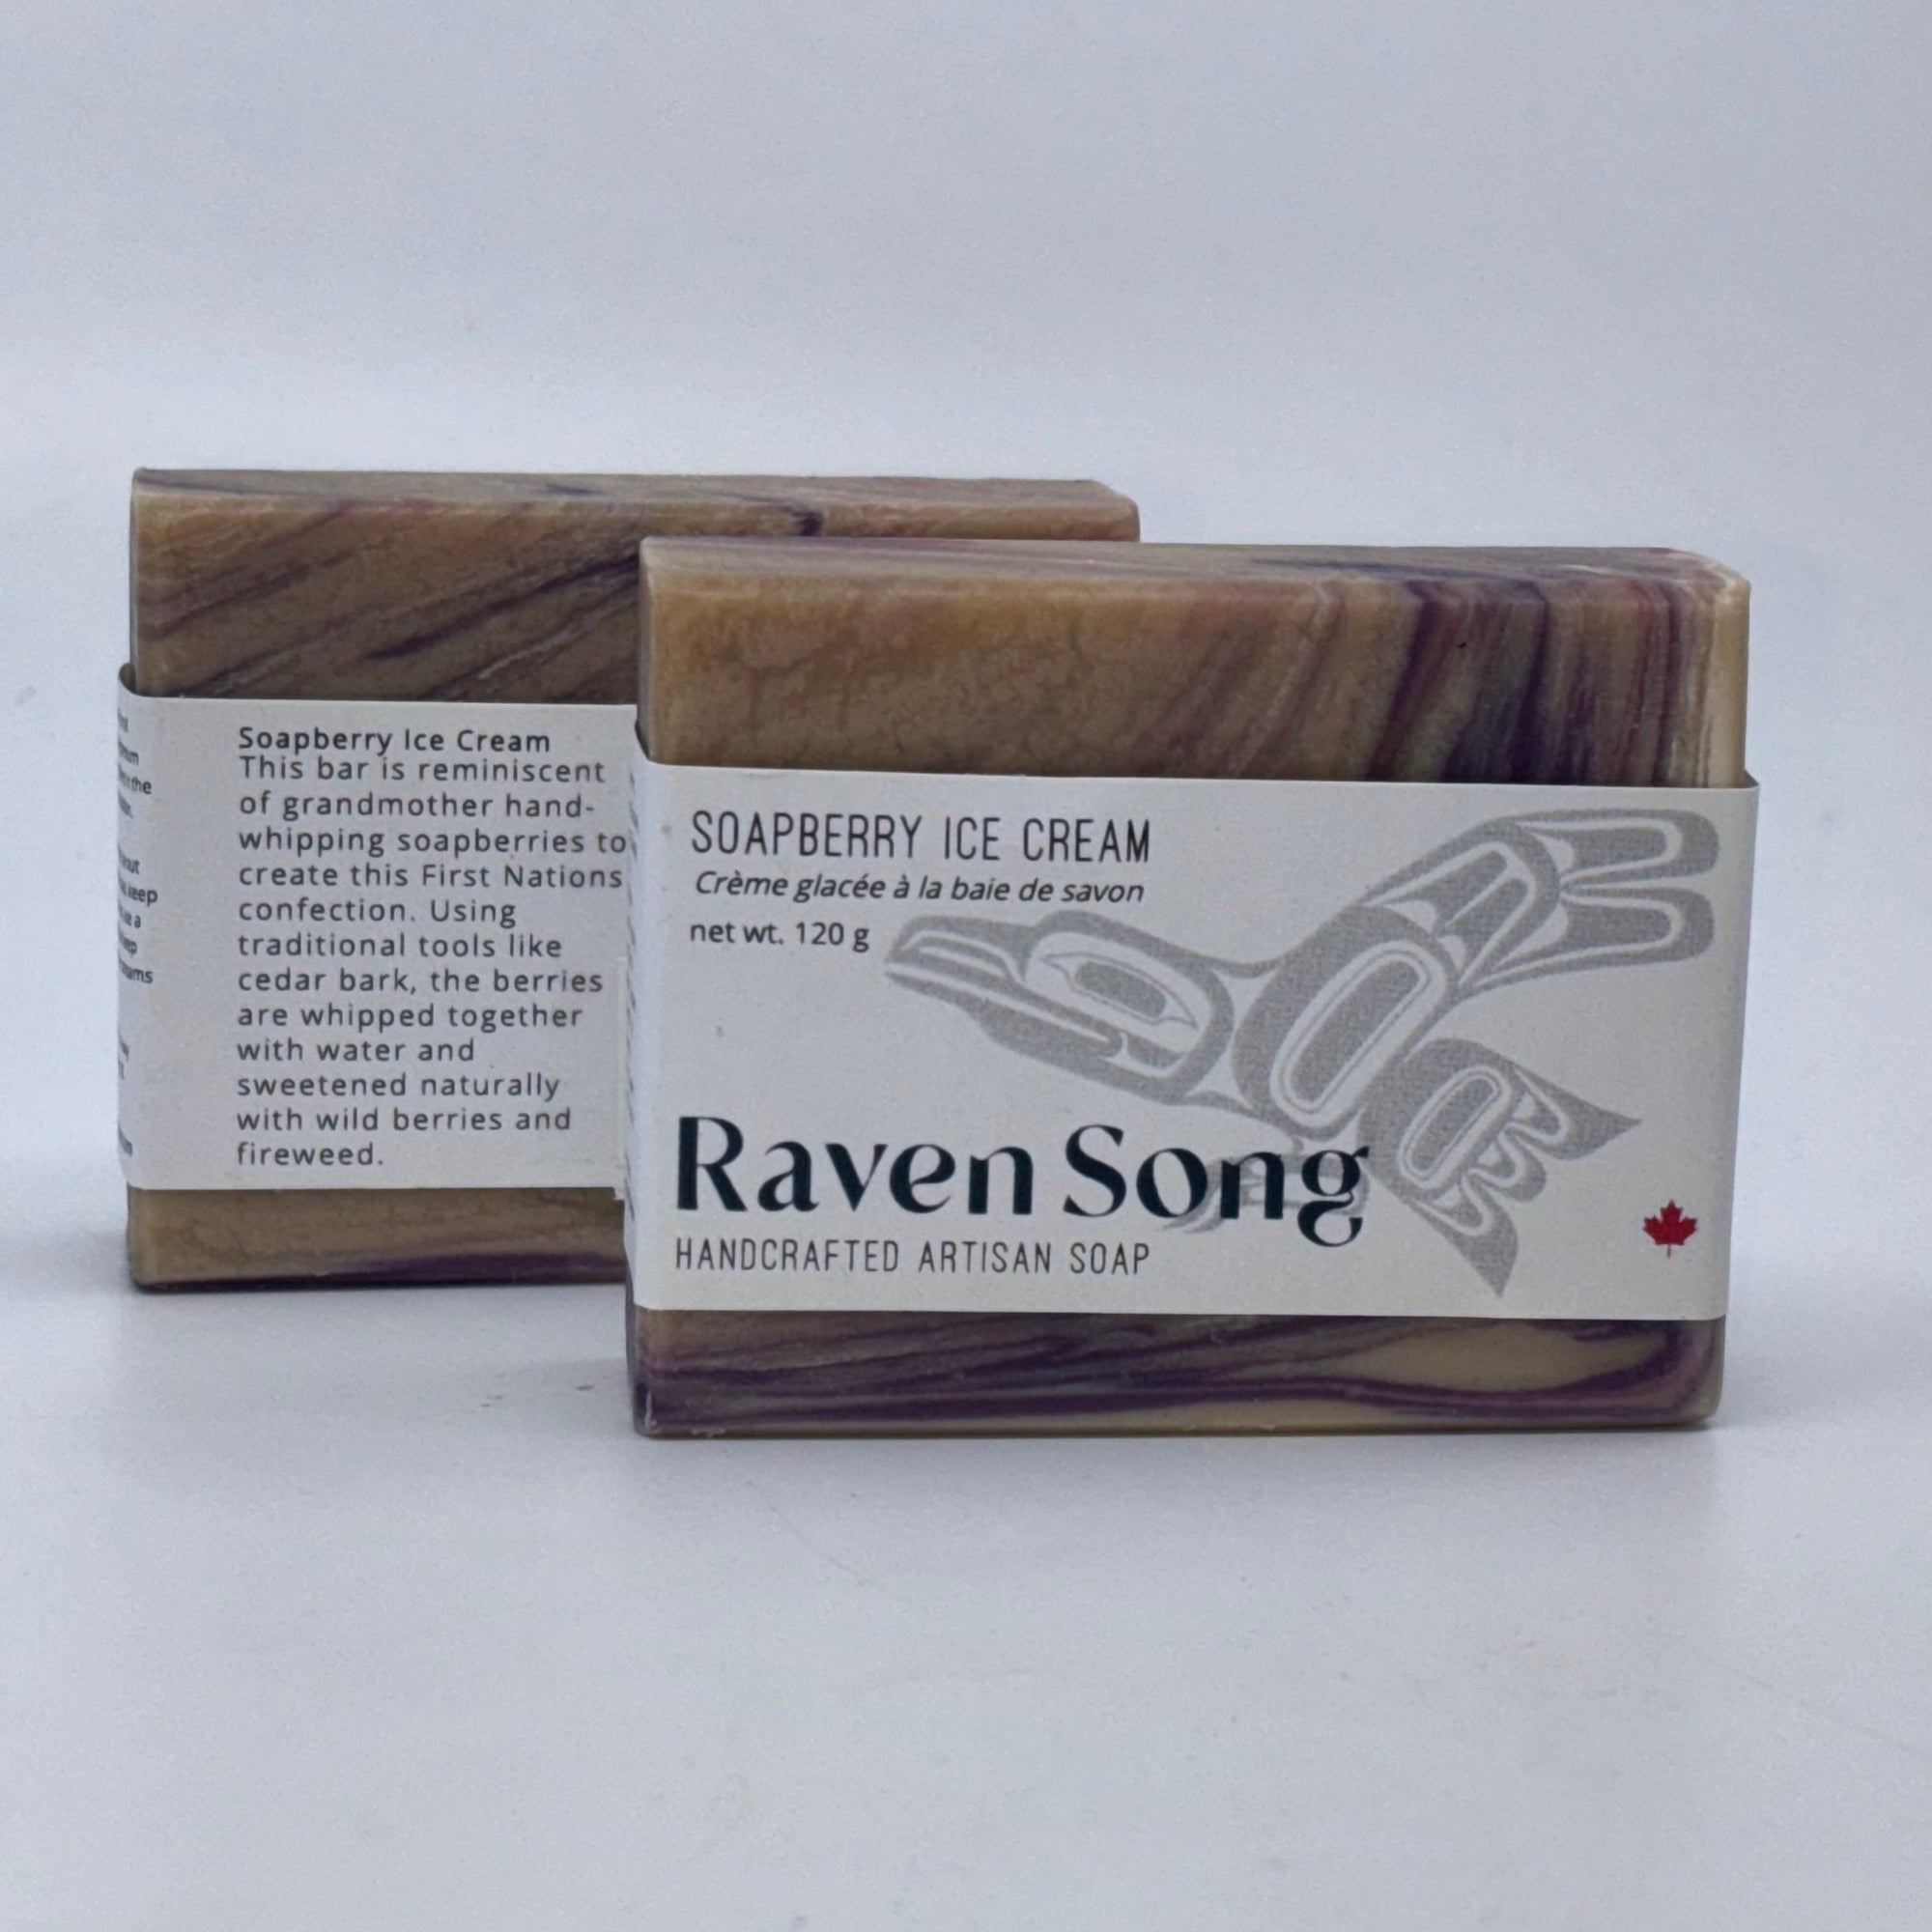 Soapberry Ice Cream
This bar is reminiscent
of grandmother hand-
whipping soapberries to
create this First Nations
confection. Using
traditional tools like
cedar bark, the berries
are whipped together
with water and
sweetened naturally
with wild berries and
fireweed.
SOAPBERRY ICE CREAM
Crème glacée à la baie de savon
net wt. 120 g
Raven Song
HANDCRAFTED ARTISAN SOAP